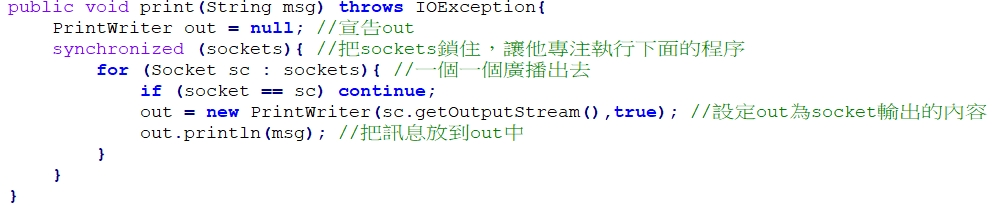 public void print(String msg) throws IOException{
    PrintWriter out = null; //宣告out
    synchronized (sockets){ //把sockets鎖住，讓他專注執行下面的程序
        for (Socket sc : sockets){ //一個一個廣播出去
            if (socket == sc) continue;
            out = new PrintWriter(sc.getOutputStream(),true); //設定out為socket輸出的內容
            out.println(msg); //把訊息放到out中
        }
    }
}